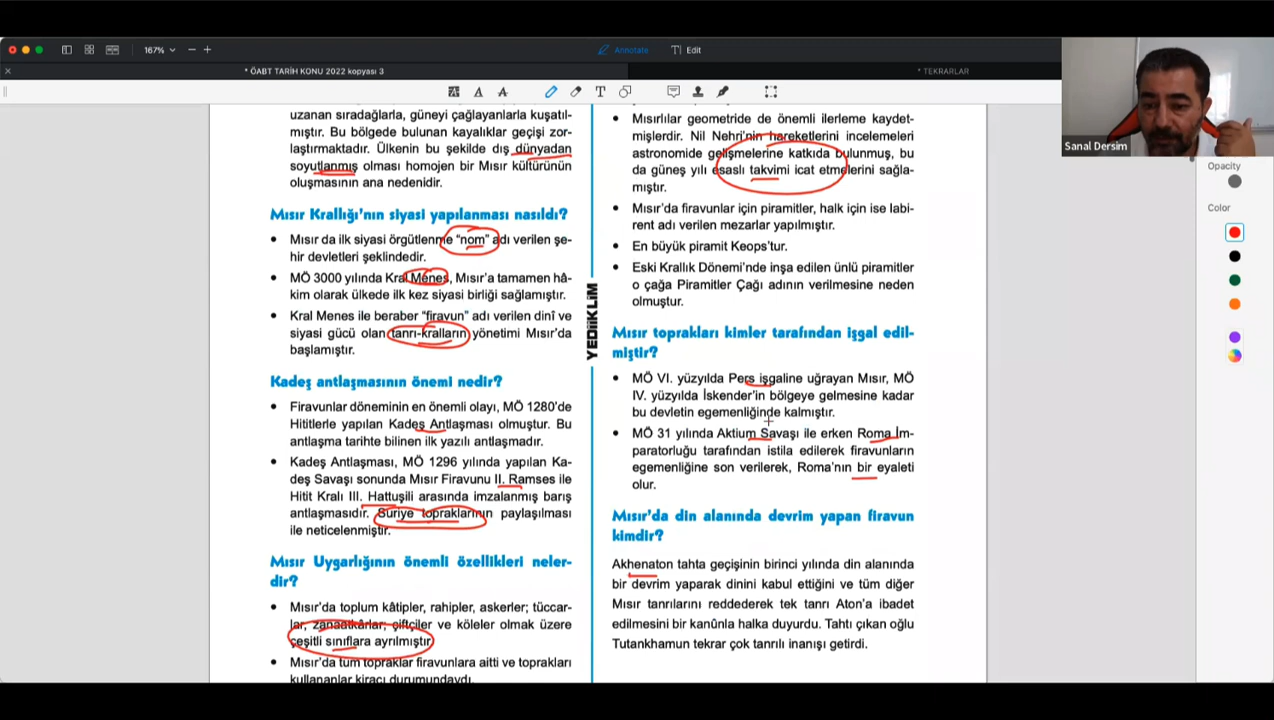 167%
Annotate
Edit
* ÖABT TARİH KONU 2022 kopyası 3
* TEKRARLAR
uzanan sıradağlarla, güneyi çağlayanlarla kuşatıl-
mıştır. Bu bölgede bulunan kayalıklar geçişi zor-
laştırmaktadır. Ülkenin bu şekilde dış dünyadan
soyutlanmış olması homojen bir Mısır kültürünün
oluşmasının ana nedenidir.
Mısır Krallığı'nın siyasi yapılanması nasıldı?
• Mısır da ilk siyasi örgütlenme "nom" adı verilen şe-
hir devletleri şeklindedir.
• MÖ 3000 yılında Kral Menes, Mısır'a tamamen hâ-
kim olarak ülkede ilk kez siyasi birliği sağlamıştır.
• Kral Menes ile beraber "firavun" adı verilen dinî ve
siyasi gücü olan tanrı-kralların yönetimi Mısır'da
başlamıştır.
Kadeş antlaşmasının önemi nedir?
• Firavunlar döneminin en önemli olayı, MÖ 1280'de
Hititlerle yapılan Kadeş Antlaşması olmuştur. Bu
antlaşma tarihte bilinen ilk yazılı antlaşmadır.
• Kadeş Antlaşması, MÖ 1296 yılında yapılan Ka-
deş Savaşı sonunda Mısır Firavunu II. Ramses ile
Hitit Kralı III. Hattuşili arasında imzalanmış barış
antlaşmasıdır. Suriye topraklarının paylaşılması
ile neticelenmiştir.
Mısır Uygarlığının önemli özellikleri neler-
dir?
• Mısır'da toplum kâtipler, rahipler, askerler; tüccar-
lar, zanaatkârlar; çiftçiler ve köleler olmak üzere
çeşitli sınıflara ayrılmıştır
• Mısır'da tüm topraklar firavunlara aitti ve toprakları
kullananlar kiracı durumundaydı.
YEDİİKLİM
• Mısırlılar geometride de önemli ilerleme kaydet-
mişlerdir. Nil Nehri'nin hareketlerini incelemeleri
astronomide gelişmelerine katkıda bulunmuş, bu
da güneş yılı esaslı takvimi icat etmelerini sağla-
mıştır.
• Mısır'da firavunlar için piramitler, halk için ise labi-
rent adı verilen mezarlar yapılmıştır.
• En büyük piramit Keops'tur.
• Eski Krallık Dönemi'nde inşa edilen ünlü piramitler
o çağa Piramitler Çağı adının verilmesine neden
olmuştur.
Mısır toprakları kimler tarafından işgal edil-
miştir?
• MÖ VI. yüzyılda Pers işgaline uğrayan Mısır, MÖ
IV. yüzyılda İskender'in bölgeye gelmesine kadar
bu devletin egemenliğinde kalmıştır.
• MÖ 31 yılında Aktium Savaşı ile erken Roma İm-
paratorluğu tarafından istila edilerek firavunların
egemenliğine son verilerek, Roma'nın bir eyaleti
olur.
Mısır'da din alanında devrim yapan firavun
kimdir?
Akhenaton tahta geçişinin birinci yılında din alanında
bir devrim yaparak dinini kabul ettiğini ve tüm diğer
Mısır tanrılarını reddederek tek tanrı Aton'a ibadet
edilmesini bir kanûnla halka duyurdu. Tahtı çıkan oğlu
Tutankhamun tekrar çok tanrılı inanışı getirdi.
Sanal Dersim
Opacity
Color